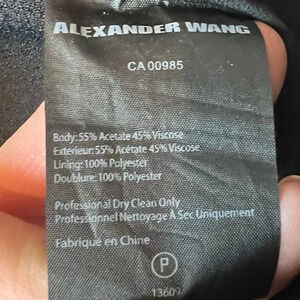 ALEXANDER WANG
CA 00985
Body: 55% Acetate 45% Viscose
Exterieur: 55% Acetate 45% Viscose
Lining: 100% Polyester
Doublure: 100% Polyester
Professional Dry Clean Only
Professionnel Nettoyage À Sec Uniquement
Fabriqué en Chine
P
13609